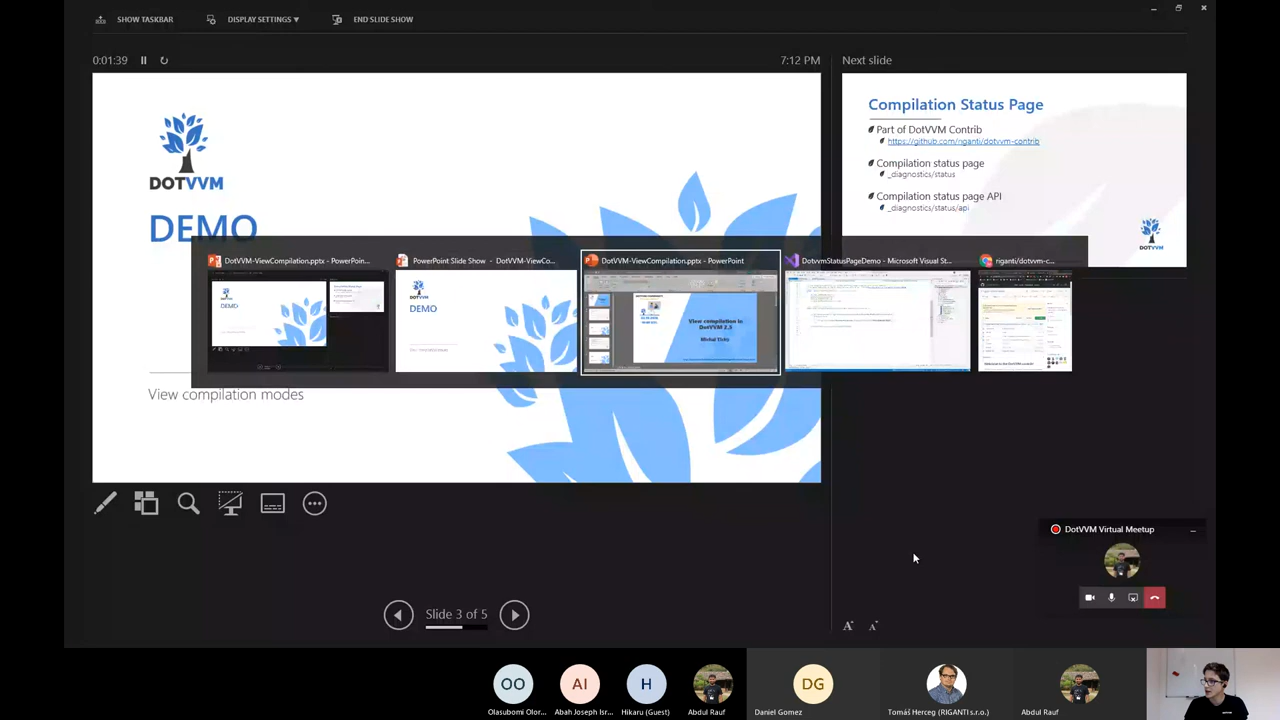 SHOW TASKBAR
DISPLAY SETTINGS ▼
END SLIDE SHOW
0:01:39
7:12 PM
Next slide
DOTVVM
DEMO
View compilation modes
Compilation Status Page
Part of DotVVM Contrib
https://github.com/riganti/dotvvm-contrib
Compilation status page
_diagnostics/status
Compilation status page API
_diagnostics/status/api
DOTVVM
DotVVM-ViewCompilation.pptx - PowerPoin...
PowerPoint Slide Show - DotVVM-ViewCo...
DotVVM-ViewCompilation.pptx - PowerPoint
DotvvmStatusPageDemo - Microsoft Visual St...
riganti/dotvvm-c...
DEMO
DEMO
View compilation in
DotVVM 2.5
Michal Tichý
Slide 3 of 5
DotVVM Virtual Meetup
OO
AI
H
DG
Olasubomi Olor...
Abah Joseph Isr...
Hikaru (Guest)
Abdul Rauf
Daniel Gomez
Tomáš Herceg (RIGANTI s.r.o.)
Abdul Rauf